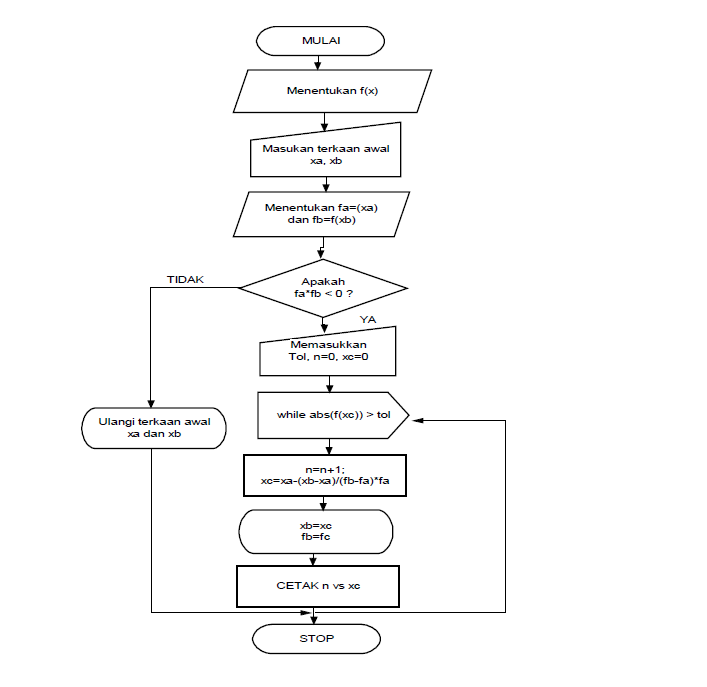 MULAI
Menentukan f(x)
Masukan terkaan awal
xa, xb
Menentukan fa=(xa)
dan fb=f(xb)
Apakah
fa*fb < 0 ?
TIDAK
YA
Memasukkan
Tol, n=0, xc=0
while abs(f(xc)) > tol
Ulangi terkaan awal
xa dan xb
n=n+1;
xc=xa-(xb-xa)/(fb-fa)*fa
xb=xc
fb=fc
CETAK n vs xc
STOP